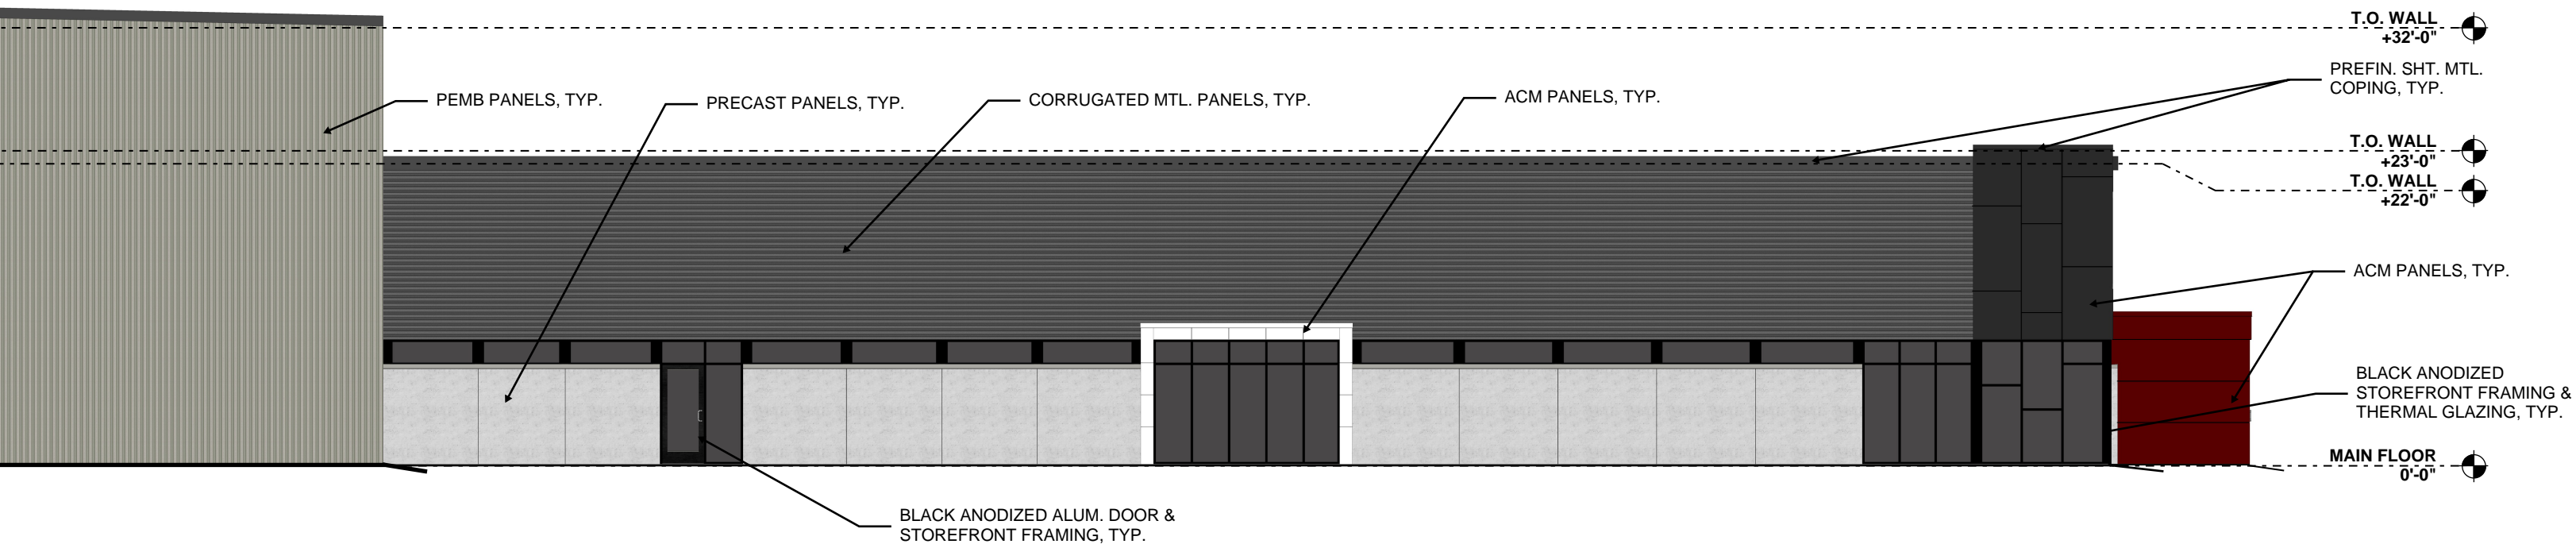 T.O. WALL
+32'-0"
PREFIN. SHT. MTL.
COPING, TYP.
PEMB PANELS, TYP.
PRECAST PANELS, TYP.
CORRUGATED MTL. PANELS, TYP.
ACM PANELS, TYP.
T.O. WALL
+23'-0"
T.O. WALL
+22'-0"
ACM PANELS, TYP.
BLACK ANODIZED
STOREFRONT FRAMING &
THERMAL GLAZING, TYP.
MAIN FLOOR
0'-0"
BLACK ANODIZED ALUM. DOOR &
STOREFRONT FRAMING, TYP.